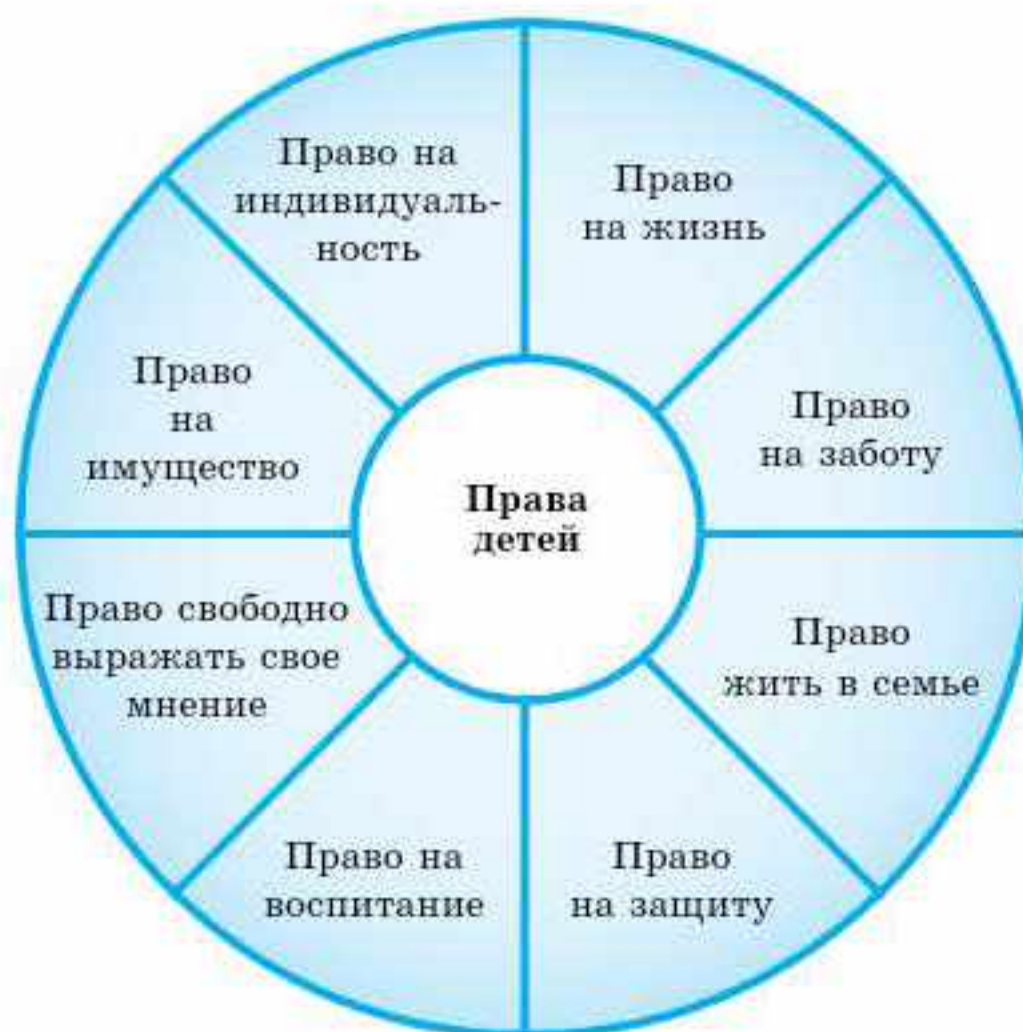 Право на
индивидуаль-
ность
Право
на жизнь
Право
на
имущество
Право
на заботу
Права
детей
Право свободно
выражать свое
мнение
Право
жить в семье
Право на
воспитание
Право
на защиту